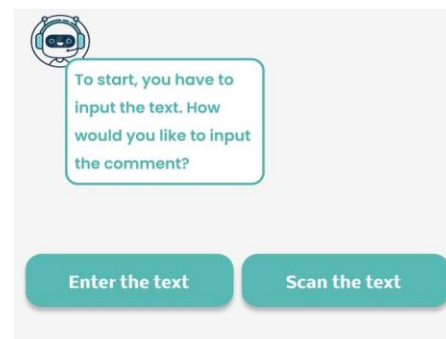 To start, you have to
input the text. How
would you like to input
the comment?
Enter the text
Scan the text